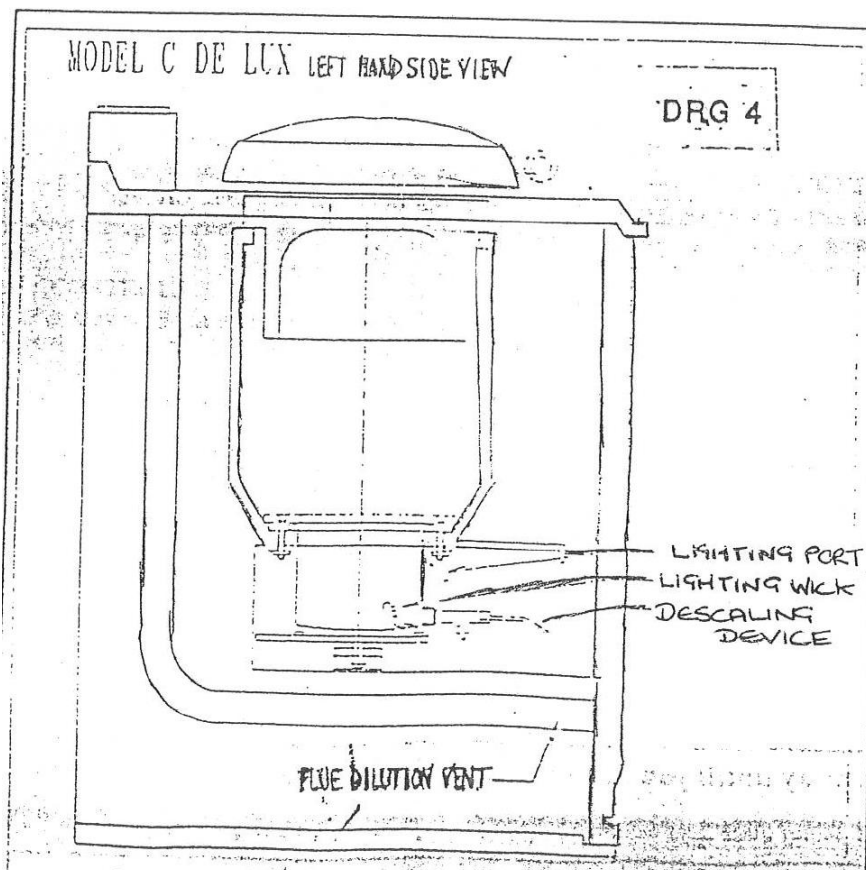 MODEL C DE LUX LEFT HAND SIDE VIEW
DRG 4
LIGHTING PORT
LIGHTING WICK
DESCALING
DEVICE
FLUE DILUTION VENT